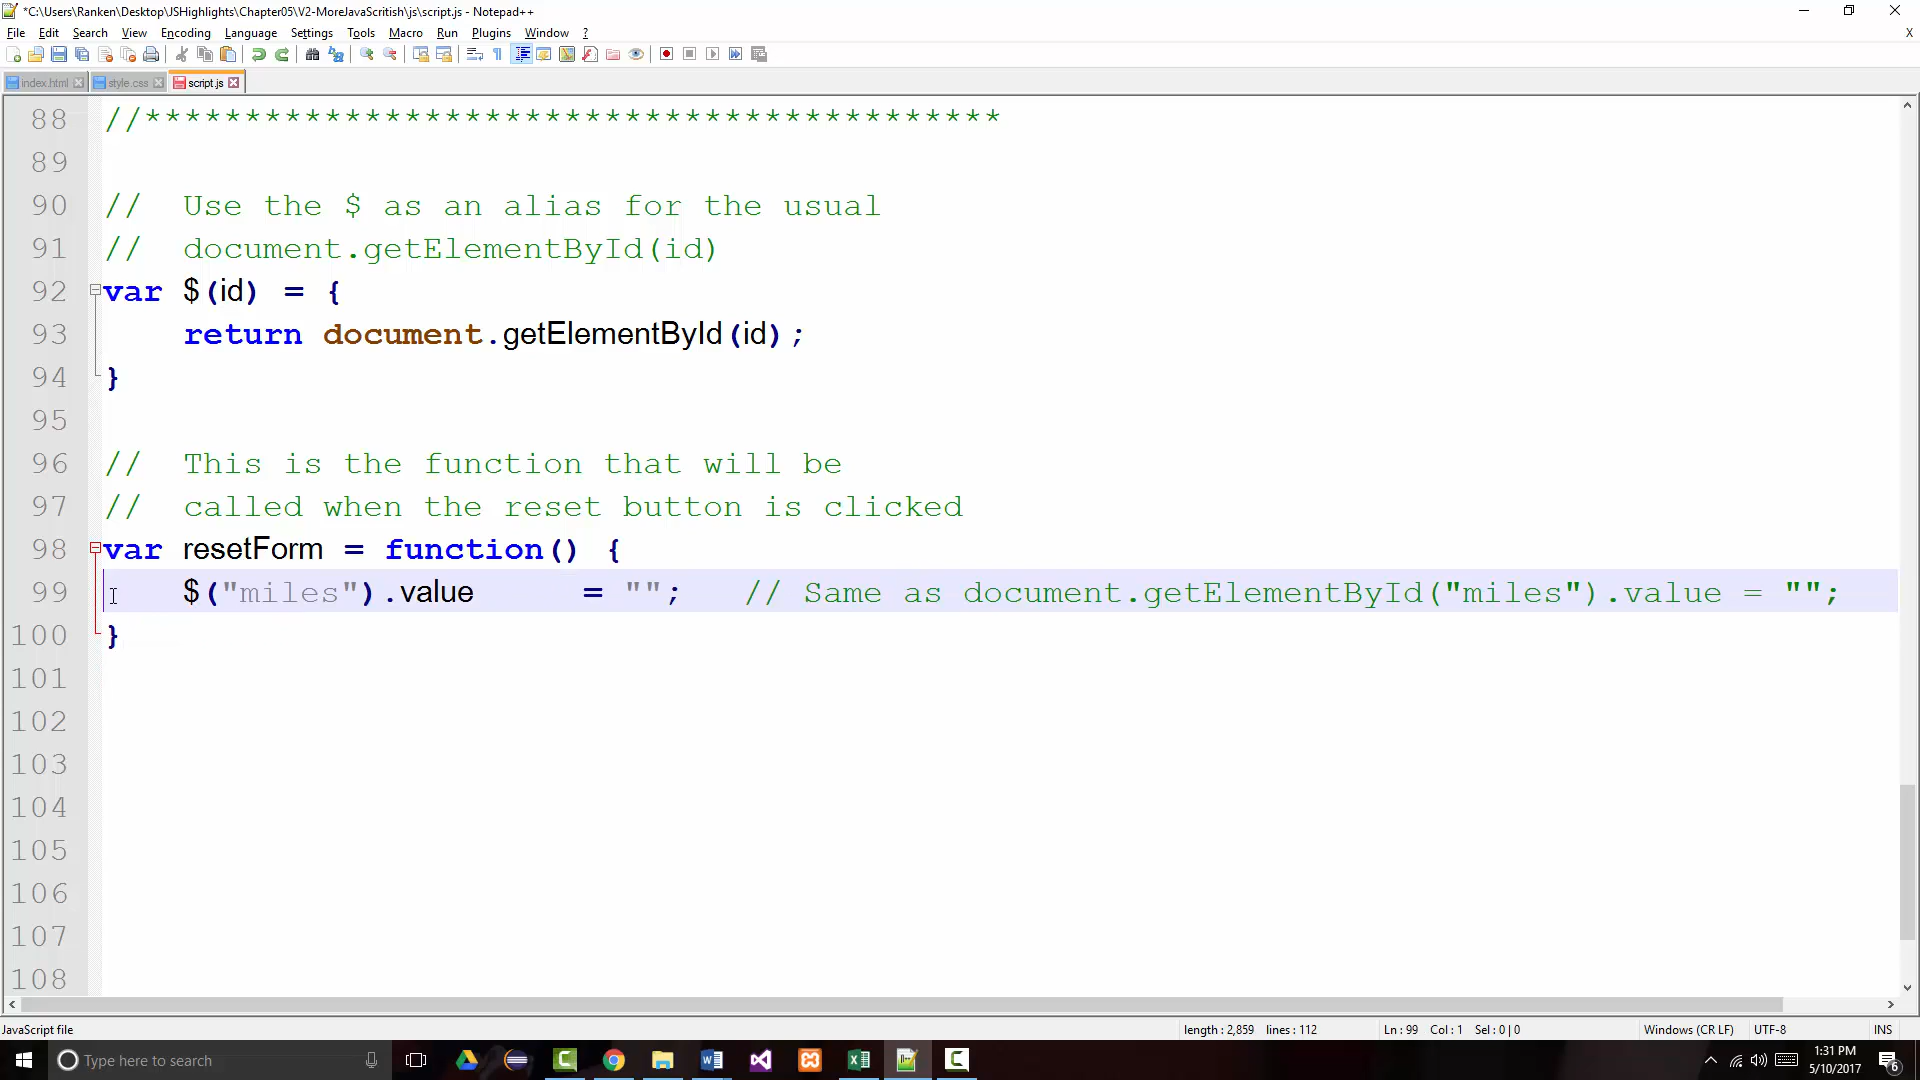 *C:\Users\Ranken\Desktop\JSHighlights\Chapter05\V2-MoreJavaScritish\js\script.js - Notepad++
File Edit Search View Encoding Language Settings Tools Macro Run Plugins Window ?
X
index.html style.css script.js
88 //*******************************************
89
90 // Use the $ as an alias for the usual
91 // document.getElementById(id)
92 var $(id) = {
93 return document.getElementById(id);
94 }
95
96 // This is the function that will be
97 // called when the reset button is clicked
98 var resetForm = function() {
99 $("miles").value = ""; // Same as document.getElementById("miles").value = "";
100 }
101
102
103
104
105
106
107
108
JavaScript file length : 2,859 lines : 112 Ln : 99 Col : 1 Sel : 0 | 0 Windows (CR LF) UTF-8 INS
Type here to search
1:31 PM
5/10/2017
6